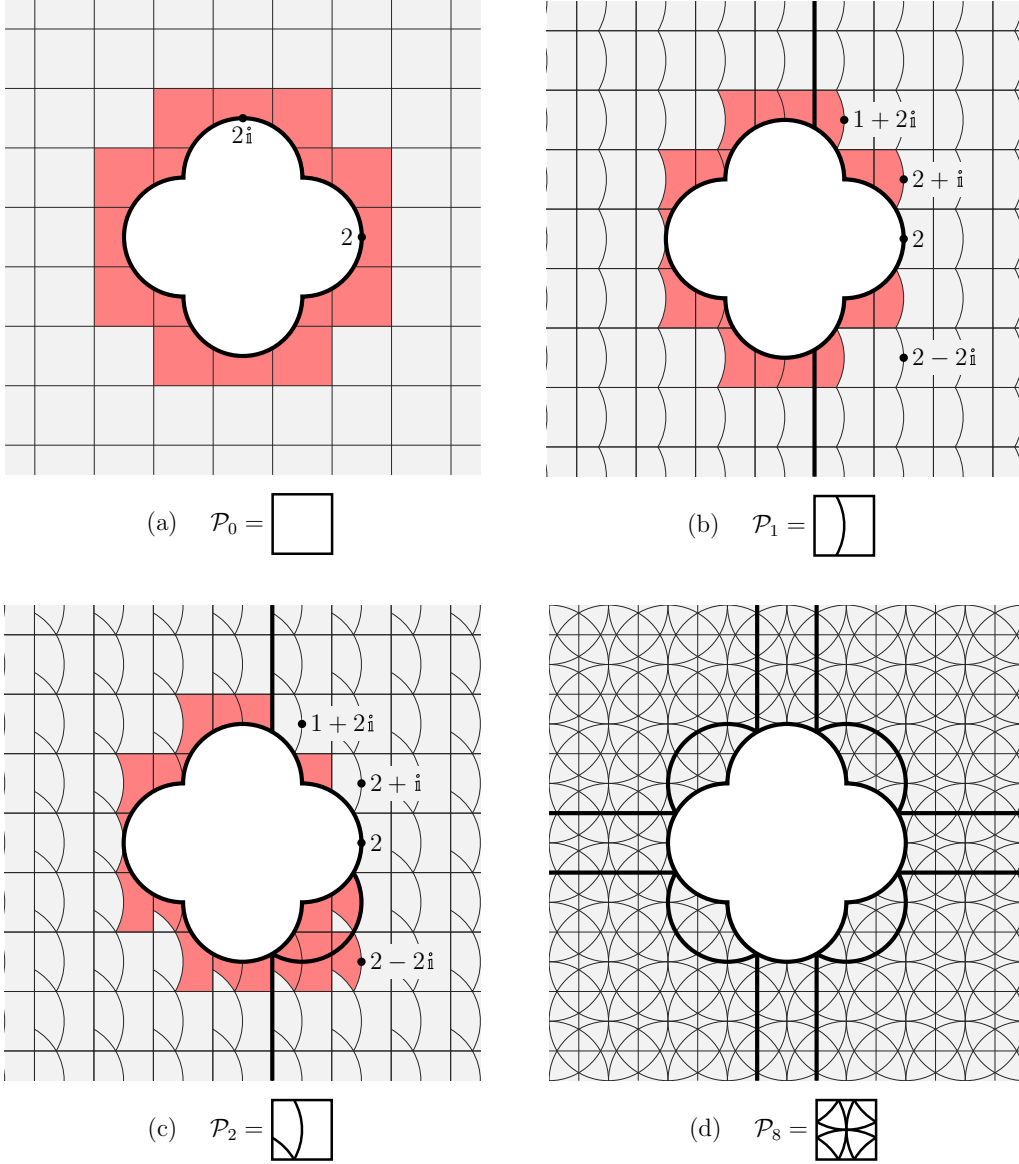 2𝕚
2
(a) 𝒫₀ =
1 + 2𝕚
2 + 𝕚
2
2 − 2𝕚
(b) 𝒫₁ =
1 + 2𝕚
2 + 𝕚
2
2 − 2𝕚
(c) 𝒫₂ =
(d) 𝒫₈ =